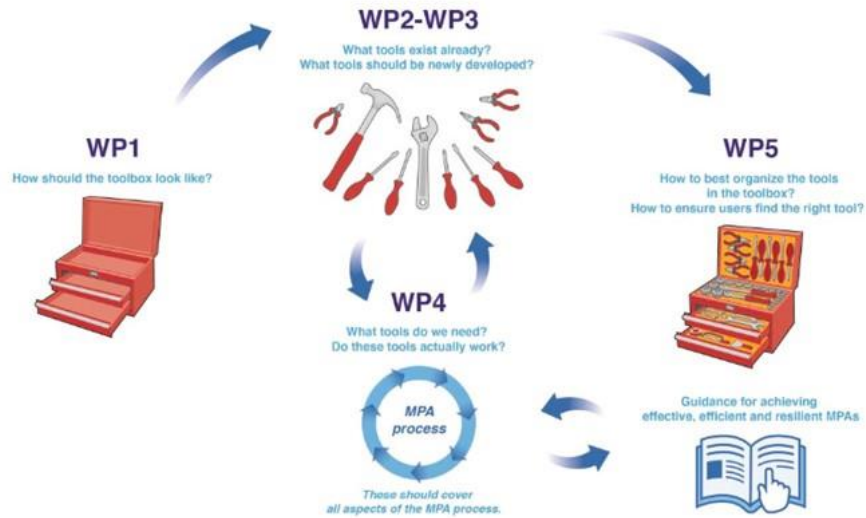 WP2-WP3
What tools exist already?
What tools should be newly developed?
WP1
How should the toolbox look like?
WP5
How to best organize the tools
in the toolbox?
How to ensure users find the right tool?
WP4
What tools do we need?
Do these tools actually work?
MPA
process
These should cover
all aspects of the MPA process.
Guidance for achieving
effective, efficient and resilient MPAs